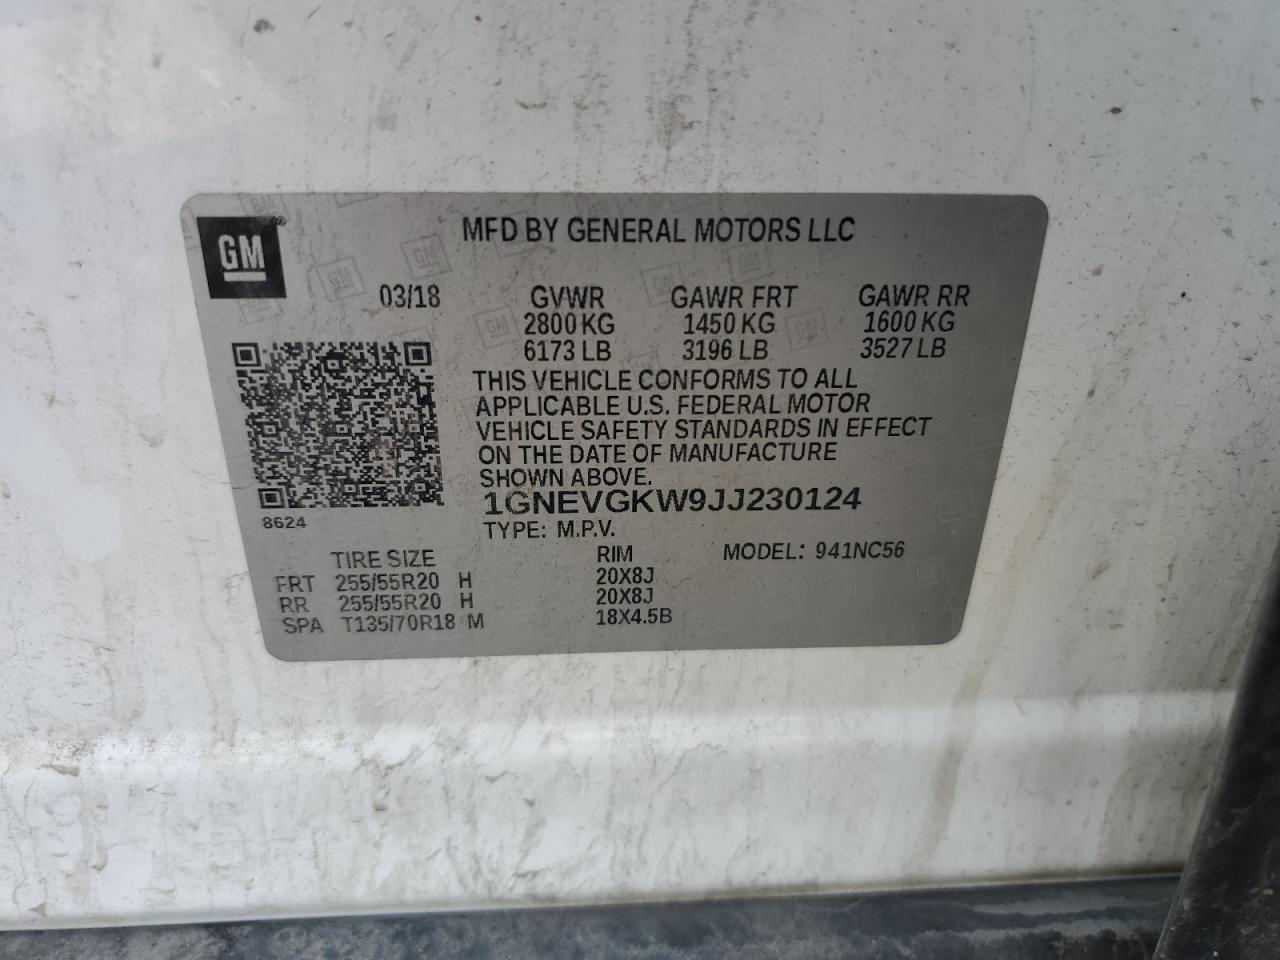 GM
MFD BY GENERAL MOTORS LLC
03/18 GVWR GAWR FRT GAWR RR
2800 KG 1450 KG 1600 KG
6173 LB 3196 LB 3527 LB
THIS VEHICLE CONFORMS TO ALL
APPLICABLE U.S. FEDERAL MOTOR
VEHICLE SAFETY STANDARDS IN EFFECT
ON THE DATE OF MANUFACTURE
SHOWN ABOVE.
1GNEVGKW9JJ230124
8624
TYPE: M.P.V.
TIRE SIZE RIM MODEL: 941NC56
FRT 255/55R20 H 20X8J
RR 255/55R20 H 20X8J
SPA T135/70R18 M 18X4.5B